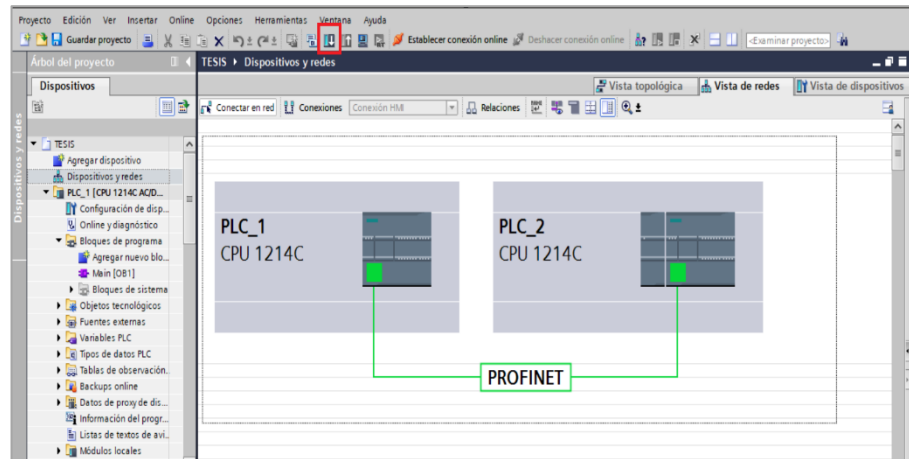 Proyecto Edición Ver Insertar Online Opciones Herramientas Ventana Ayuda
Guardar proyecto Establecer conexión online Deshacer conexión online <Examinar proyecto>
Árbol del proyecto
TESIS Dispositivos y redes
Dispositivos
Vista topológica Vista de redes Vista de dispositivos
Conectar en red Conexiones Conexión HMI Relaciones
Dispositivos y redes
TESIS
Agregar dispositivo
Dispositivos y redes
PLC_1 [CPU 1214C AC/D...
Configuración de disp...
Online y diagnóstico
Bloques de programa
Agregar nuevo blo...
Main [OB1]
Bloques de sistema
Objetos tecnológicos
Fuentes externas
Variables PLC
Tipos de datos PLC
Tablas de observación...
Backups online
Datos de proxy de dis...
Información del progr...
Listas de textos de avi...
Módulos locales
PLC_1
CPU 1214C
PLC_2
CPU 1214C
PROFINET